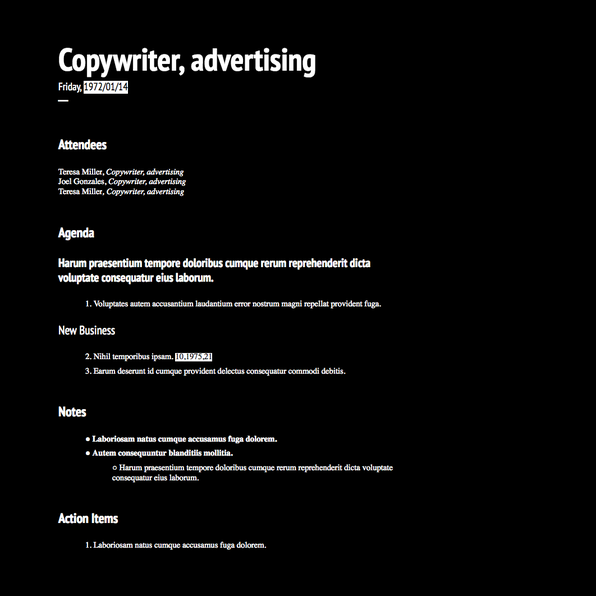 Copywriter, advertising
Friday, 1972/01/14
Attendees
Teresa Miller, Copywriter, advertising
Joel Gonzales, Copywriter, advertising
Teresa Miller, Copywriter, advertising
Agenda
Harum praesentium tempore doloribus cumque rerum reprehenderit dicta
voluptate consequatur eius laborum.
1. Voluptates autem accusantium laudantium error nostrum magni repellat provident fuga.
New Business
2. Nihil temporibus ipsam. 10,1975,21
3. Earum deserunt id cumque provident delectus consequatur commodi debitis.
Notes
● Laboriosam natus cumque accusamus fuga dolorem.
● Autem consequuntur blanditiis mollitia.
○ Harum praesentium tempore doloribus cumque rerum reprehenderit dicta voluptate
consequatur eius laborum.
Action Items
1. Laboriosam natus cumque accusamus fuga dolorem.